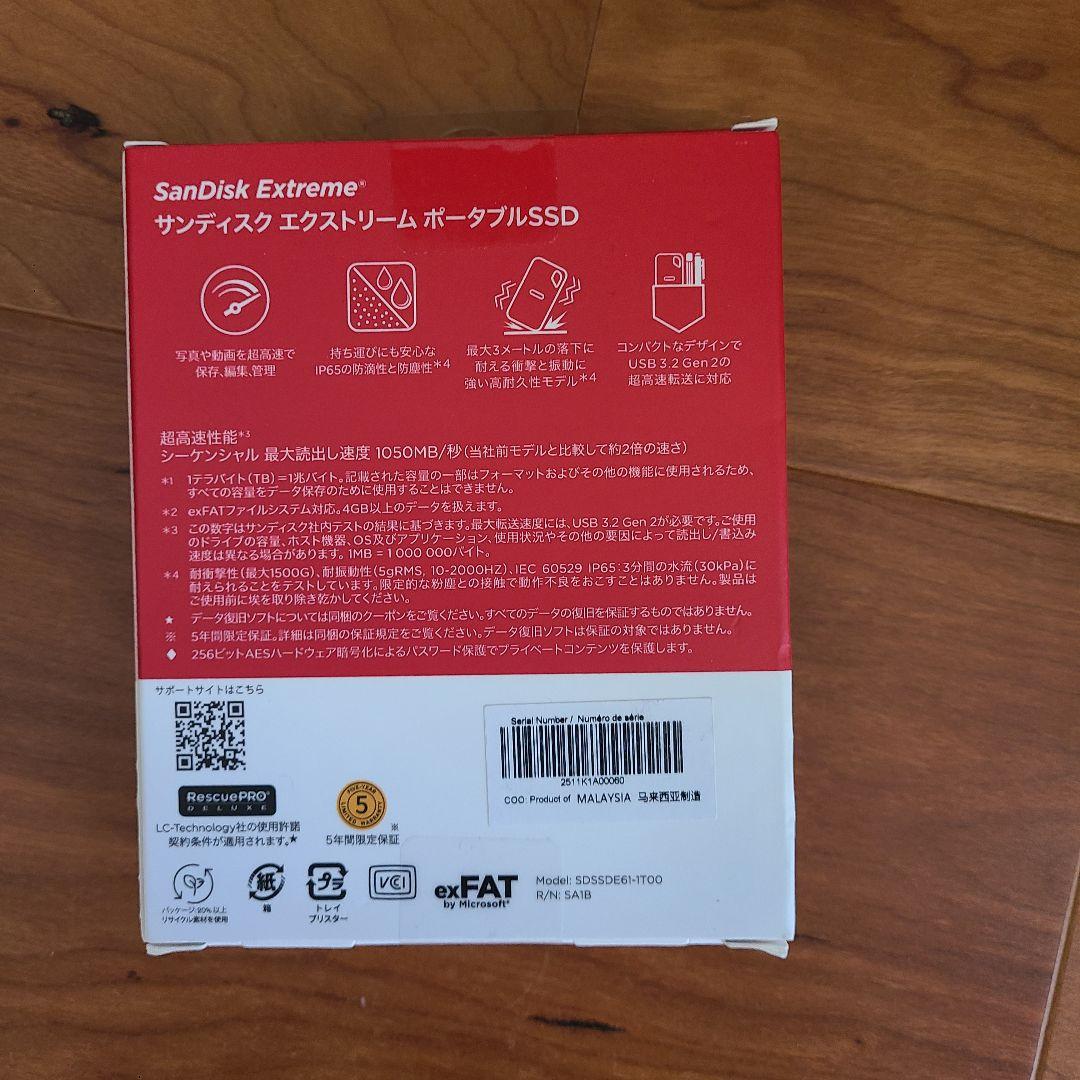 SanDisk Extreme®
サンディスク エクストリーム ポータブルSSD
写真や動画を超高速で
保存、編集、管理
持ち運びにも安心な
IP65の防滴性と防塵性*4
最大3メートルの落下に
耐える衝撃と振動に
強い高耐久性モデル*4
コンパクトなデザインで
USB 3.2 Gen 2の
超高速転送に対応
超高速性能*3
シーケンシャル 最大読出し速度 1050MB/秒(当社前モデルと比較して約2倍の速さ)
*1 1テラバイト(TB)=1兆バイト。記載された容量の一部はフォーマットおよびその他の機能に使用されるため、
すべての容量をデータ保存のために使用することはできません。
*2 exFATファイルシステム対応。4GB以上のデータを扱えます。
*3 この数字はサンディスク社内テストの結果に基づきます。最大転送速度には、USB 3.2 Gen 2が必要です。ご使用
のドライブの容量、ホスト機器、OS及びアプリケーション、使用状況やその他の要因によって読出し/書込み
速度は異なる場合があります。1MB = 1 000 000バイト。
*4 耐衝撃性(最大1500G)、耐振動性(5gRMS, 10-2000HZ)、IEC 60529 IP65:3分間の水流(30kPa)に
耐えられることをテストしています。限定的な粉塵との接触で動作不良をおこすことはありません。製品は
ご使用前に埃を取り除き乾かしてください。
★ データ復旧ソフトについては同梱のクーポンをご覧ください。すべてのデータの復旧を保証するものではありません。
※ 5年間限定保証。詳細は同梱の保証規定をご覧ください。データ復旧ソフトは保証の対象ではありません。
◆ 256ビットAESハードウェア暗号化によるパスワード保護でプライベートコンテンツを保護します。
サポートサイトはこちら
Serial Number / Numéro de série
2511K1A00060
COO: Product of MALAYSIA 马来西亚制造
RescuePRO®
DELUXE
LC-Technology社の使用許諾
契約条件が適用されます。★
FIVE-YEAR
5
LIMITED WARRANTY
※
5年間限定保証
パッケージ:20%以上
リサイクル素材を使用
紙
箱
プラ
トレイ
ブリスター
VCCI
exFAT
by Microsoft®
Model: SDSSDE61-1T00
R/N: SA1B